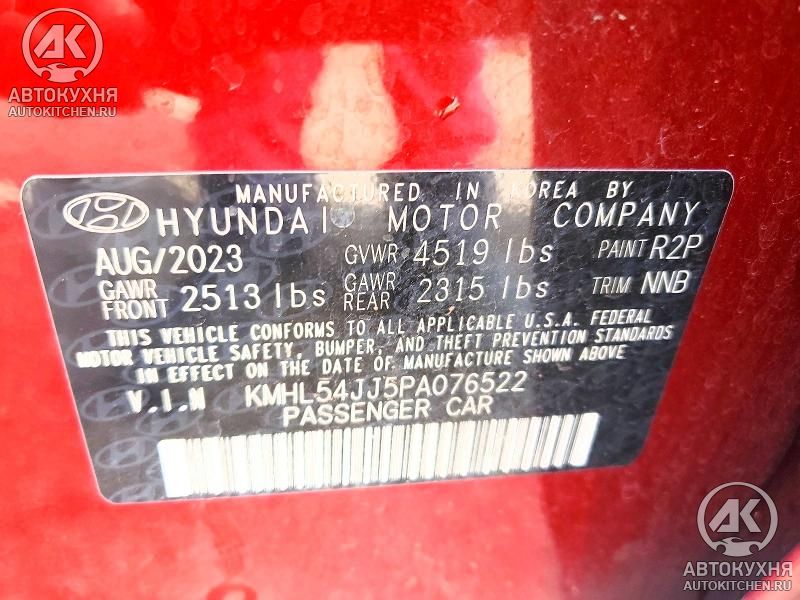 AK
АВТОКУХНЯ
AUTOKITCHEN.RU
MANUFACTURED IN KOREA BY
HYUNDAI MOTOR COMPANY
AUG/2023 GVWR 4519 lbs PAINT R2P
GAWR FRONT 2513 lbs GAWR REAR 2315 lbs TRIM NNB
THIS VEHICLE CONFORMS TO ALL APPLICABLE U.S.A. FEDERAL
MOTOR VEHICLE SAFETY, BUMPER, AND THEFT PREVENTION STANDARDS
IN EFFECT ON THE DATE OF MANUFACTURE SHOWN ABOVE
V.I.N KMHL54JJ5PA076522
PASSENGER CAR
AK
АВТОКУХНЯ
AUTOKITCHEN.RU